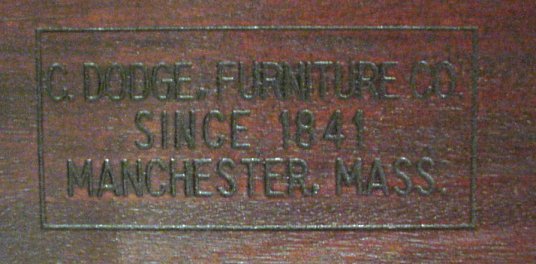 C. DODGE. FURNITURE CO.
SINCE 1841
MANCHESTER. MASS.